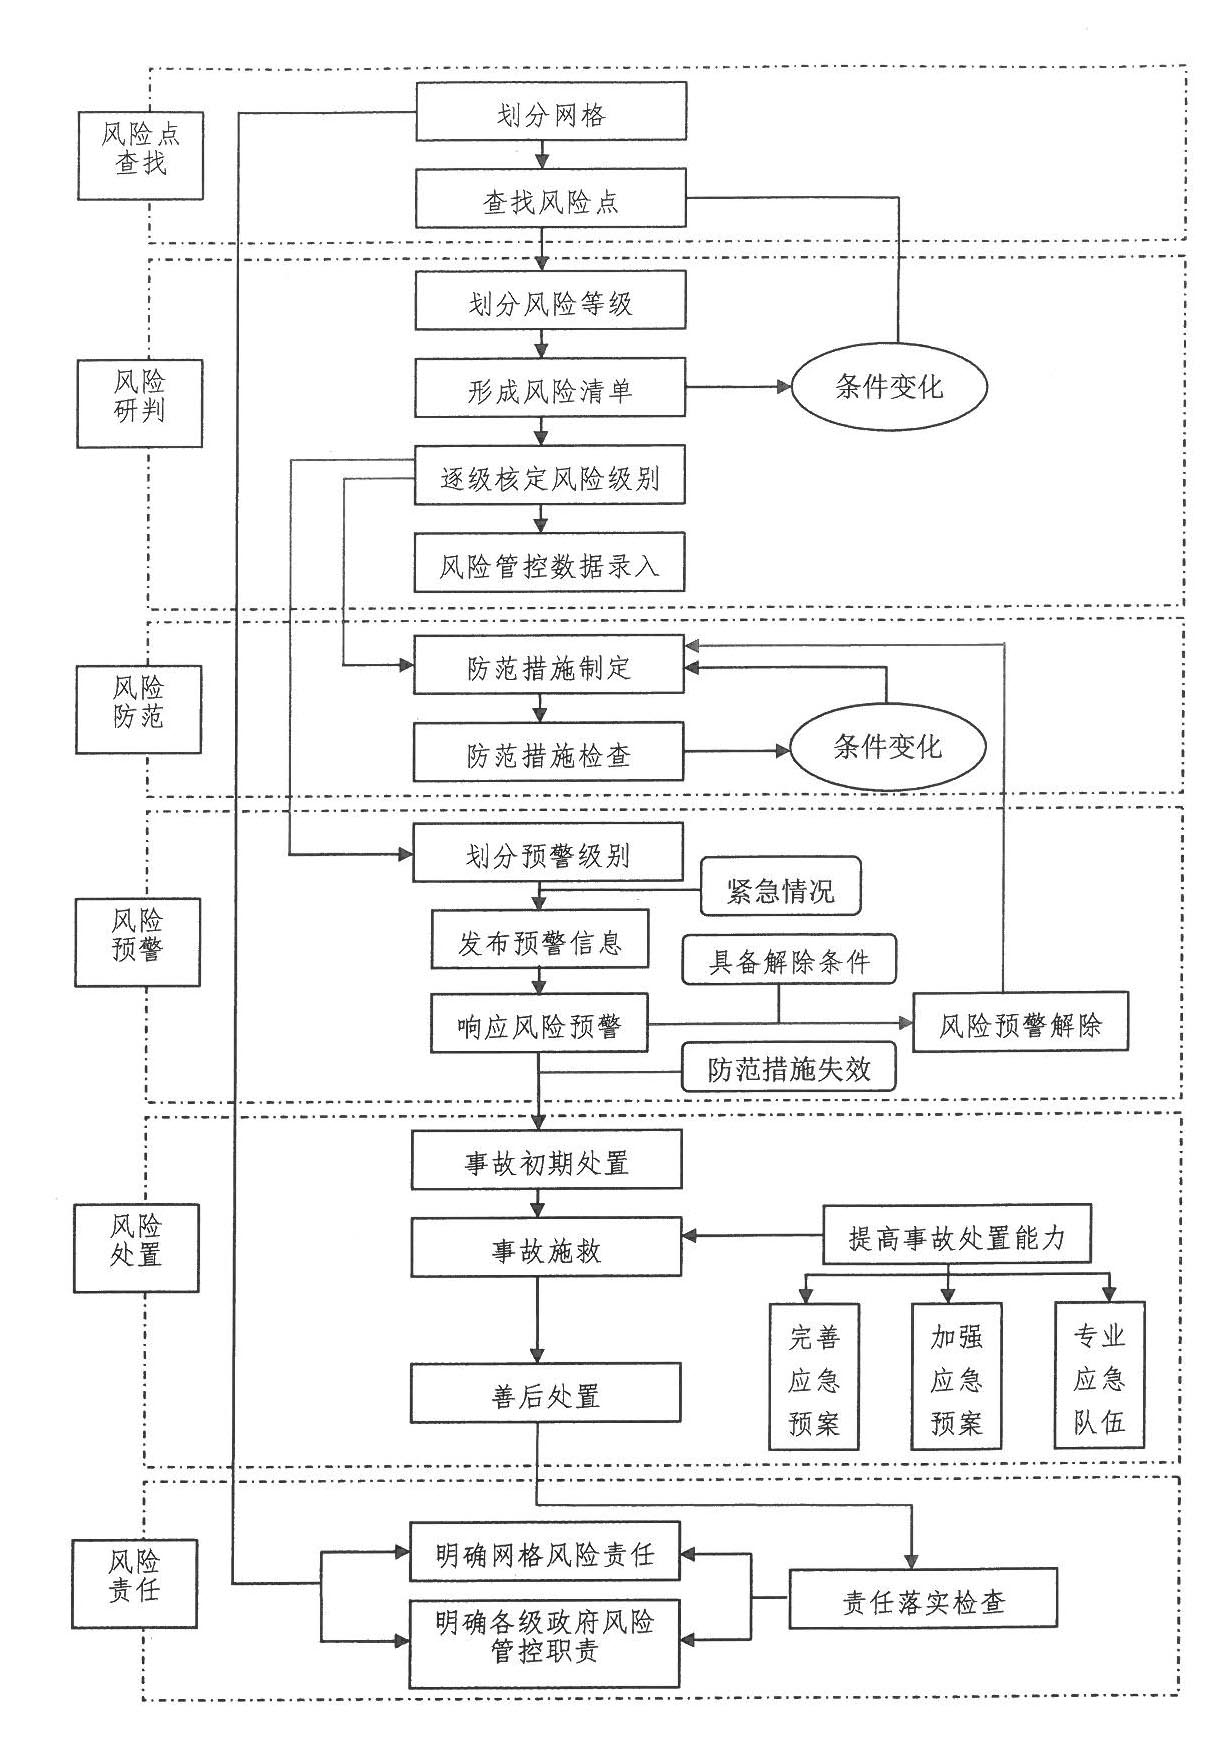 风险点
查找
划分网格
查找风险点
风险
研判
划分风险等级
形成风险清单
条件变化
逐级核定风险级别
风险管控数据录入
风险
防范
防范措施制定
防范措施检查
条件变化
风险
预警
划分预警级别
紧急情况
发布预警信息
具备解除条件
响应风险预警
风险预警解除
防范措施失效
风险
处置
事故初期处置
事故施救
提高事故处置能力
完善
应急
预案
加强
应急
预案
专业
应急
队伍
善后处置
风险
责任
明确网格风险责任
明确各级政府风险
管控职责
责任落实检查